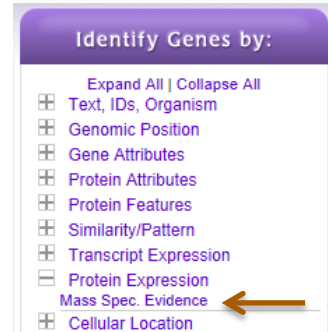 Identify Genes by:
Expand All | Collapse All
Text, IDs, Organism
Genomic Position
Gene Attributes
Protein Attributes
Protein Features
Similarity/Pattern
Transcript Expression
Protein Expression
Mass Spec. Evidence
Cellular Location